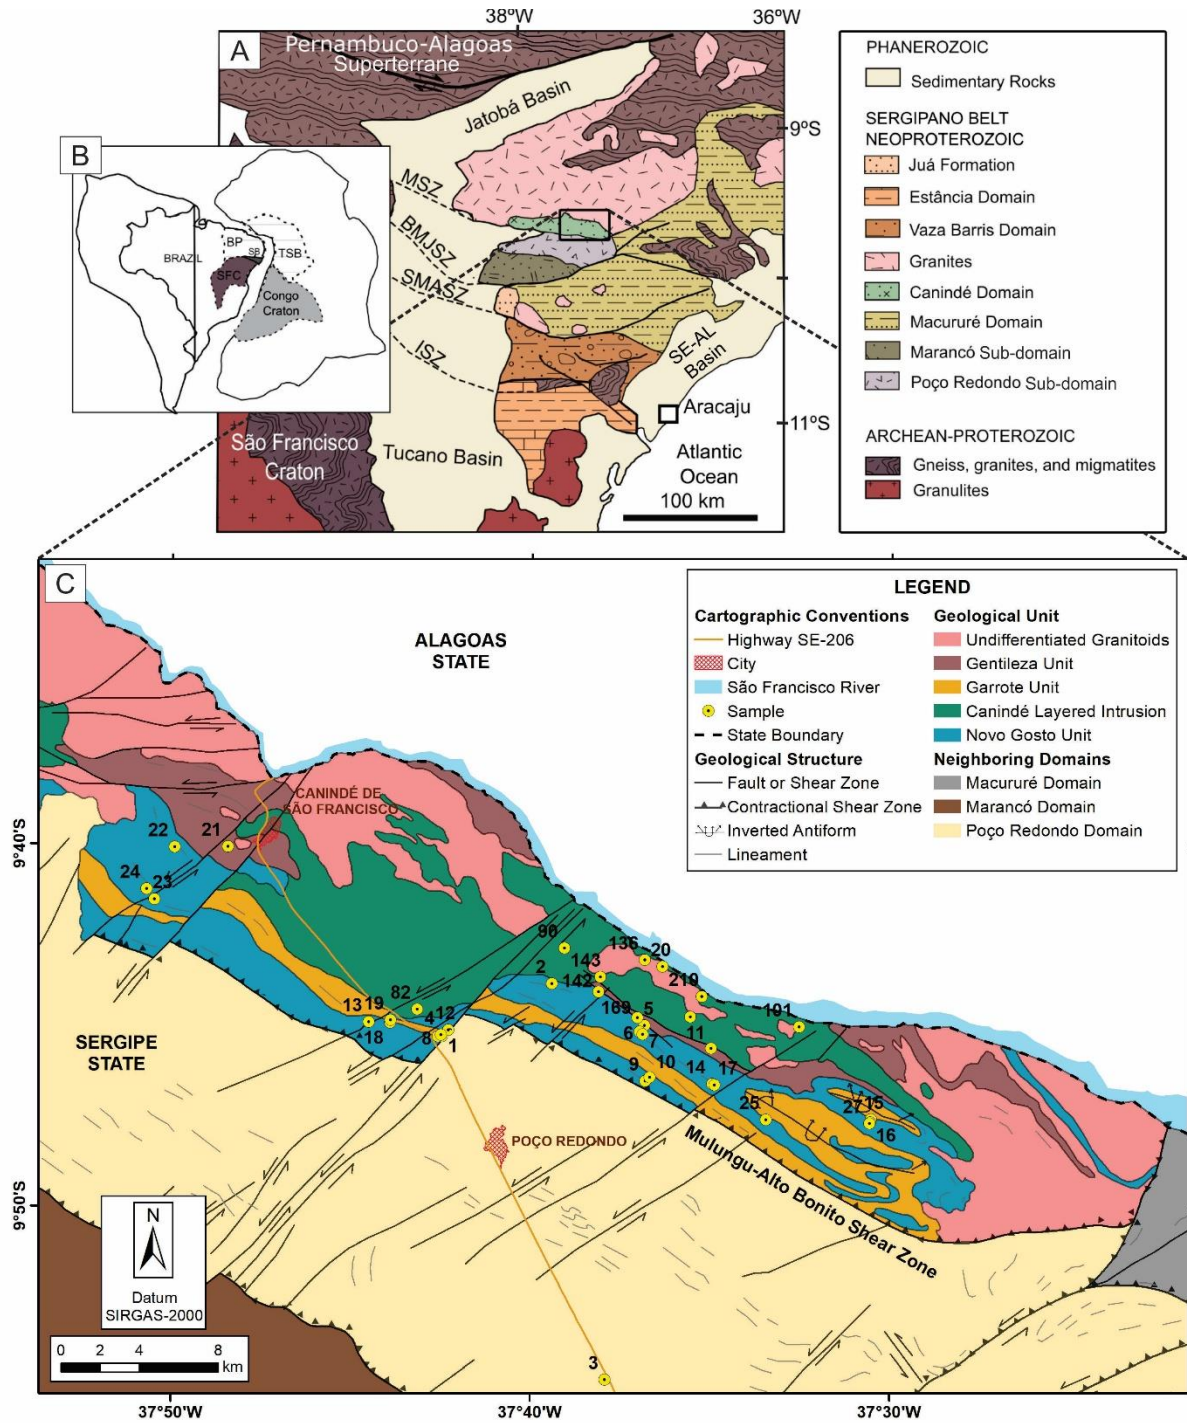 38ºW
36ºW
A
Pernambuco-Alagoas
Superterrane
Jatobá Basin
9ºS
MSZ
BMJSZ
SMASZ
ISZ
SE-AL
Basin
Aracaju
11ºS
São Francisco
Craton
Tucano Basin
Atlantic
Ocean
100 km
B
BRAZIL
BP
SB
TSB
SFC
Congo
Craton
PHANEROZOIC
Sedimentary Rocks
SERGIPANO BELT
NEOPROTEROZOIC
Juá Formation
Estância Domain
Vaza Barris Domain
Granites
Canindé Domain
Macururé Domain
Marancó Sub-domain
Poço Redondo Sub-domain
ARCHEAN-PROTEROZOIC
Gneiss, granites, and migmatites
Granulites
C
ALAGOAS
STATE
LEGEND
Cartographic Conventions
Highway SE-206
City
São Francisco River
Sample
State Boundary
Geological Structure
Fault or Shear Zone
Contractional Shear Zone
Inverted Antiform
Lineament
Geological Unit
Undifferentiated Granitoids
Gentileza Unit
Garrote Unit
Canindé Layered Intrusion
Novo Gosto Unit
Neighboring Domains
Macururé Domain
Marancó Domain
Poço Redondo Domain
CANINDÉ DE
SÃO FRANCISCO
9°40'S
22
21
24
23
90
136
20
2
143
142
210
13
19
82
4
12
169
5
101
18
8
1
6
7
11
9
10
14
17
25
27
15
16
SERGIPE
STATE
POÇO REDONDO
Mulungu-Alto Bonito Shear Zone
9°50'S
N
Datum
SIRGAS-2000
0 2 4 8
km
3
37°50'W
37°40'W
37°30'W